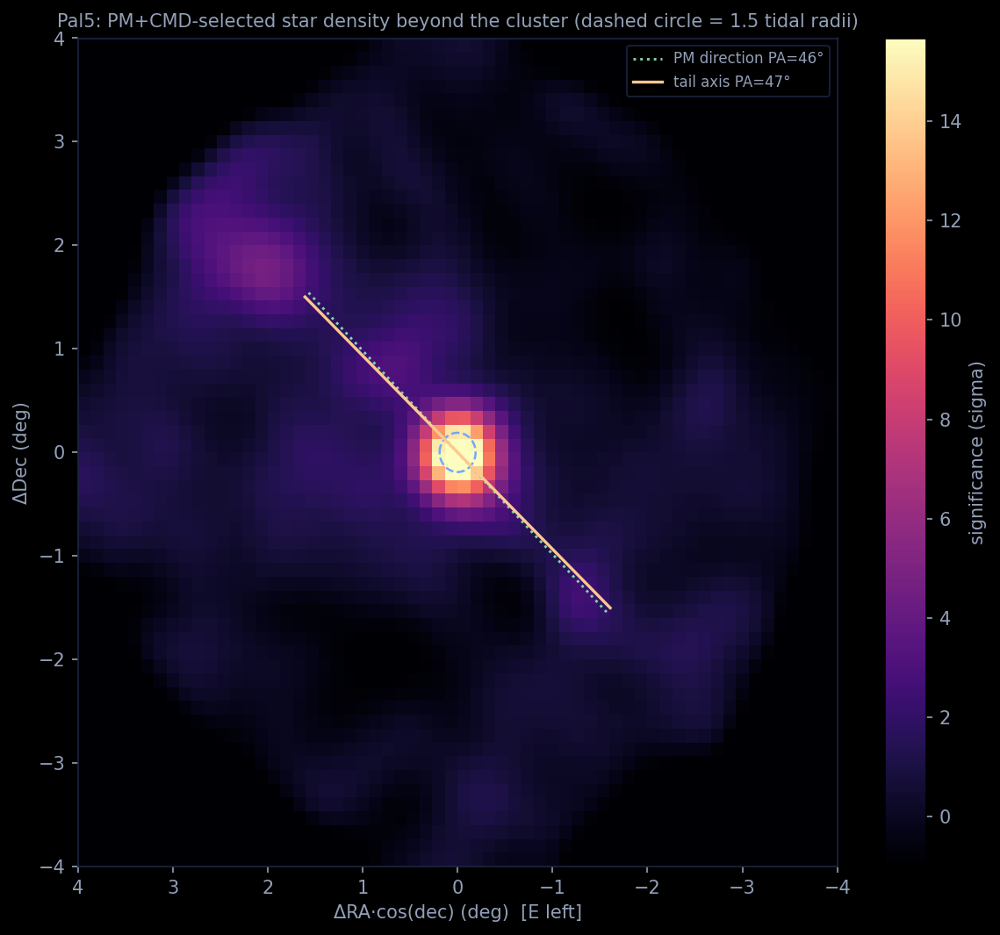 Pal5: PM+CMD-selected star density beyond the cluster (dashed circle = 1.5 tidal radii)
PM direction PA=46°
tail axis PA=47°
4
3
2
1
0
−1
−2
−3
−4
ΔDec (deg)
4 3 2 1 0 −1 −2 −3 −4
ΔRA·cos(dec) (deg)  [E left]
14
12
10
8
6
4
2
0
significance (sigma)